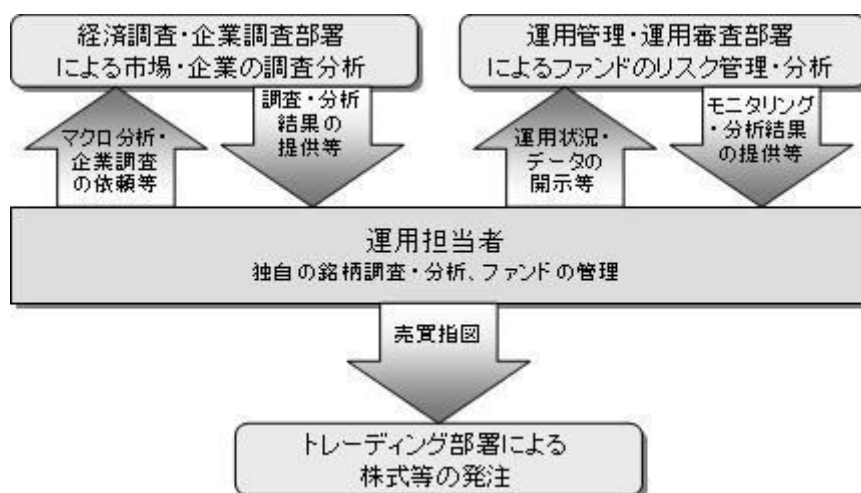 経済調査・企業調査部署
による市場・企業の調査分析
運用管理・運用審査部署
によるファンドのリスク管理・分析
マクロ分析・
企業調査
の依頼等
調査・分析
結果の
提供等
運用状況・
データの
開示等
モニタリング
・分析結果
の提供等
運用担当者
独自の銘柄調査・分析、ファンドの管理
売買指図
トレーディング部署による
株式等の発注